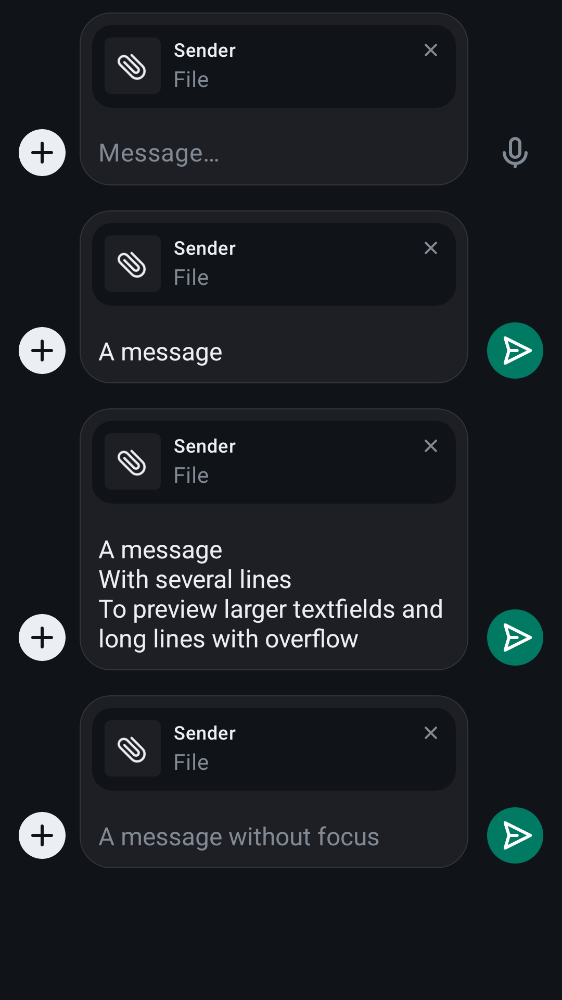 Sender
File
Message…
Sender
File
A message
Sender
File
A message
With several lines
To preview larger textfields and
long lines with overflow
Sender
File
A message without focus